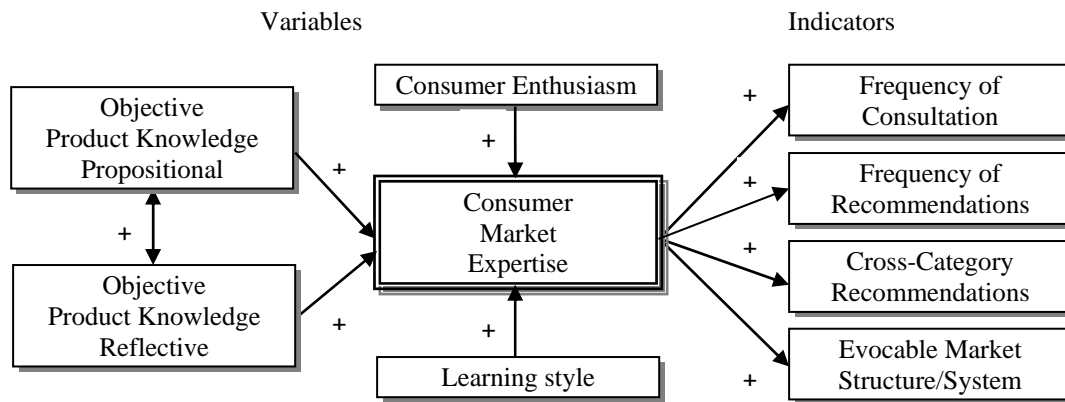 Variables
Indicators
Objective
Product Knowledge
Propositional
+
Objective
Product Knowledge
Reflective
+
+
Consumer Enthusiasm
+
Consumer
Market
Expertise
+
Learning style
+
Frequency of
Consultation
+
Frequency of
Recommendations
+
Cross-Category
Recommendations
+
Evocable Market
Structure/System